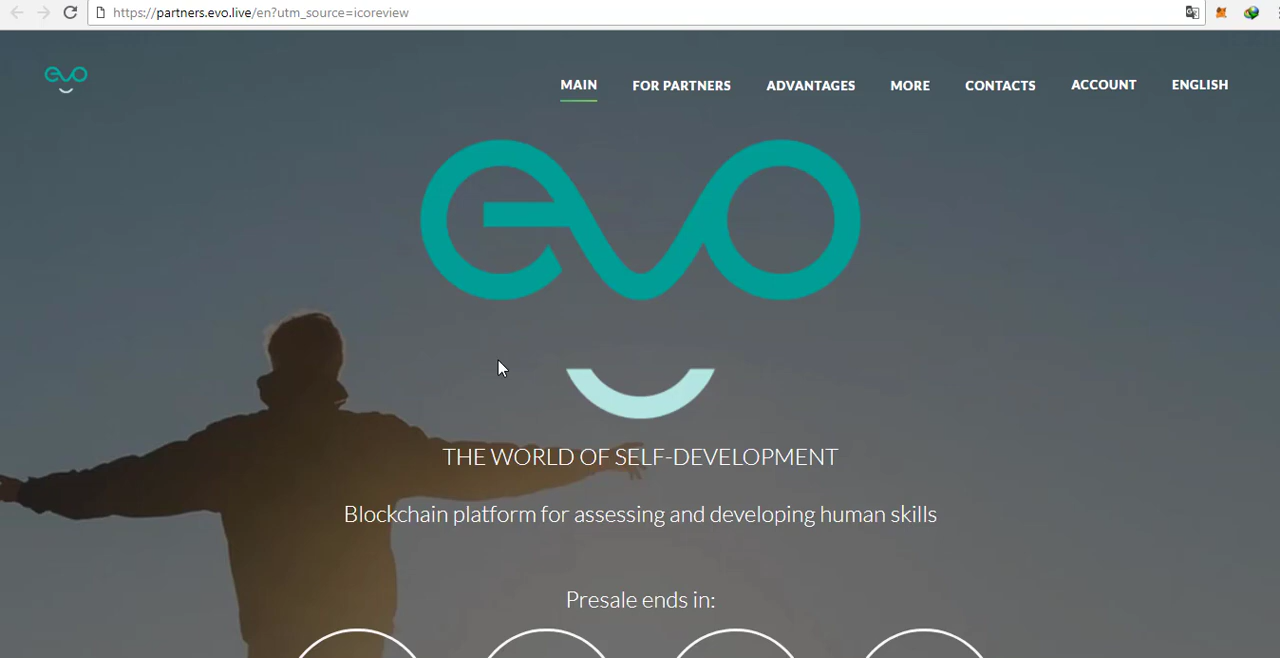 https://partners.evo.live/en?utm_source=icoreview
evo
MAIN
FOR PARTNERS
ADVANTAGES
MORE
CONTACTS
ACCOUNT
ENGLISH
evo
THE WORLD OF SELF-DEVELOPMENT
Blockchain platform for assessing and developing human skills
Presale ends in: